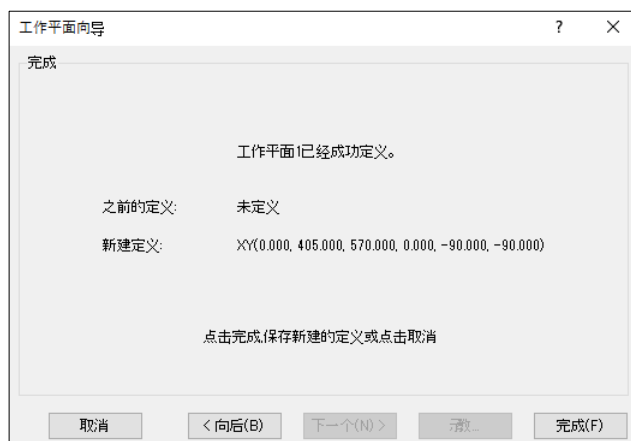 工作平面向导 ?
完成
工作平面1已经成功定义。
之前的定义: 未定义
新建定义: XY(0.000, 405.000, 570.000, 0.000, -90.000, -90.000)
点击完成,保存新建的定义或点击取消
取消 < 向后(B) 下一个(N) > 示教... 完成(F)